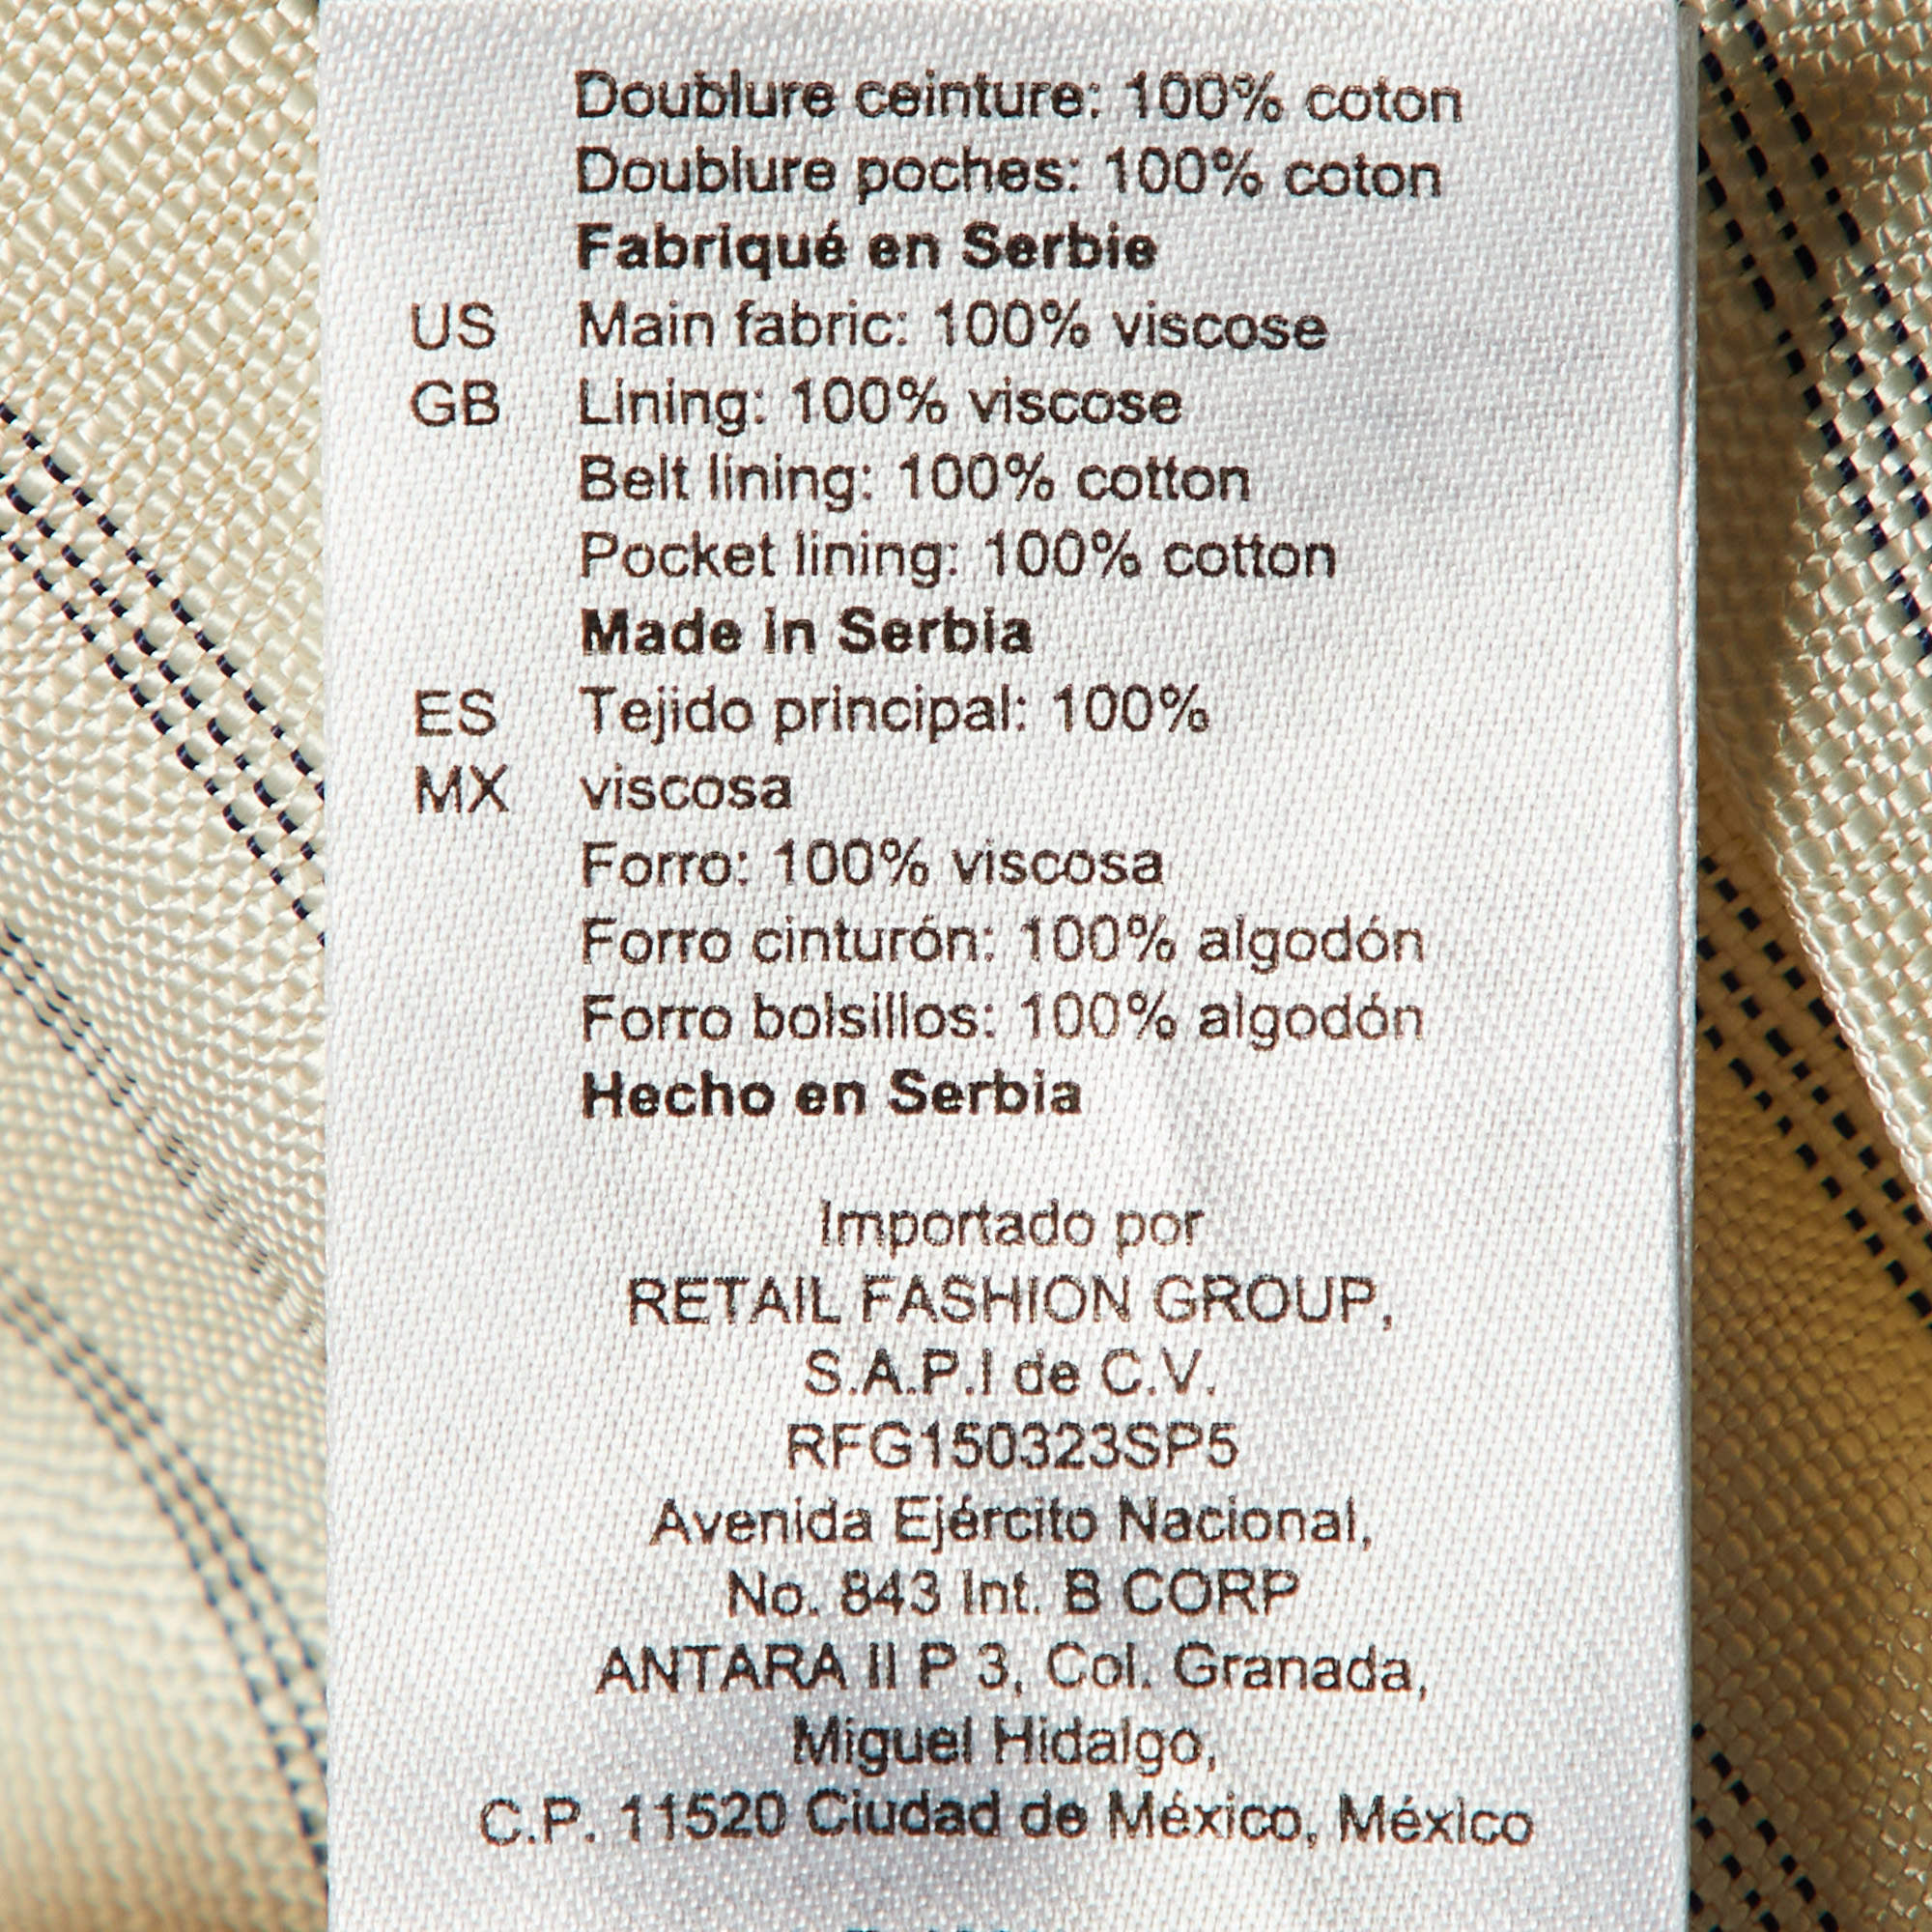 Doublure ceinture: 100% coton
Doublure poches: 100% coton
Fabriqué en Serbie
US Main fabric: 100% viscose
GB Lining: 100% viscose
Belt lining: 100% cotton
Pocket lining: 100% cotton
Made in Serbia
ES Tejido principal: 100%
MX viscosa
Forro: 100% viscosa
Forro cinturón: 100% algodón
Forro bolsillos: 100% algodón
Hecho en Serbia
Importado por
RETAIL FASHION GROUP,
S.A.P.I de C.V.
RFG150323SP5
Avenida Ejército Nacional,
No. 843 Int. B CORP
ANTARA II P 3, Col. Granada,
Miguel Hidalgo,
C.P. 11520 Ciudad de México, México